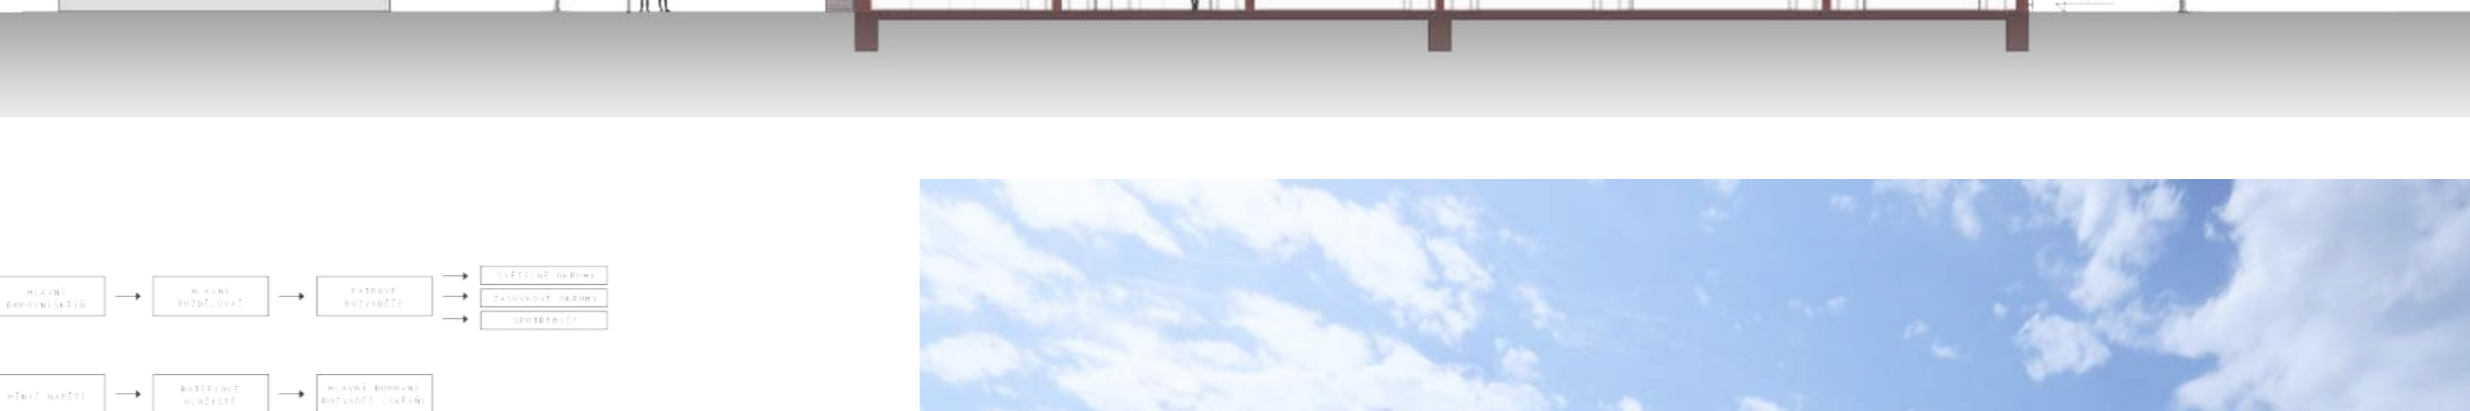 HLAVNÍ
DOMOVNÍ SKŘÍŇ
HLAVNÍ
ROZDĚLOVAČ
PATROVÉ
ROZVADĚČE
SVĚTELNÉ OKRUHY
ZÁSUVKOVÉ OKRUHY
SPOTŘEBIČE
MĚNIČ NAPĚTÍ
BATERIOVÉ
ULOŽIŠTĚ
HLAVNÍ DOMOVNÍ
ROZVADĚČ (SKŘÍŇ)